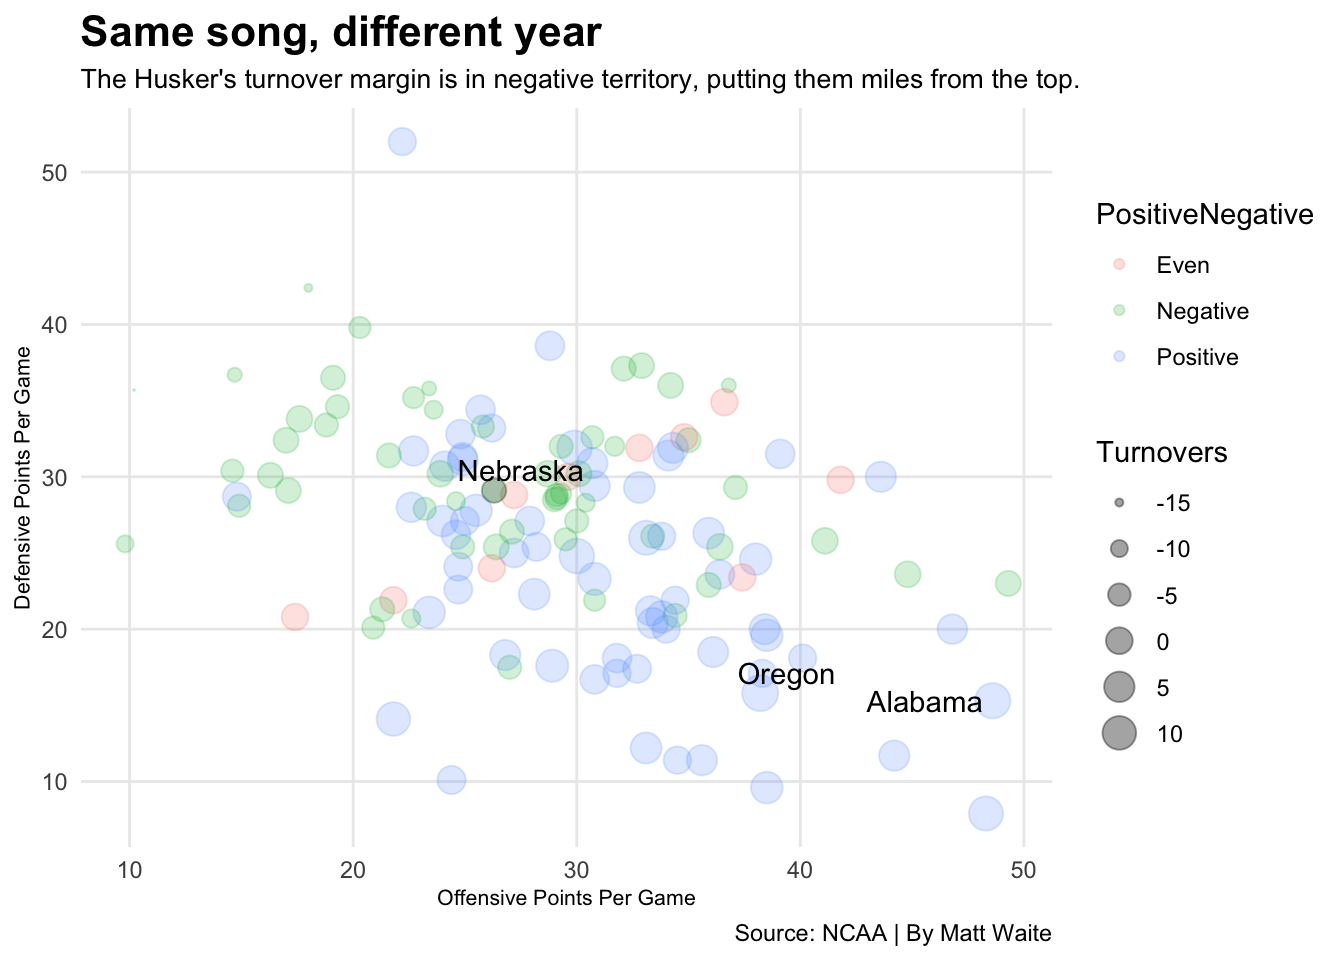 Same song, different year
The Husker's turnover margin is in negative territory, putting them miles from the top.
50
40
30
20
10
Defensive Points Per Game
Nebraska
Oregon
Alabama
10
20
30
40
50
Offensive Points Per Game
PositiveNegative
Even
Negative
Positive
Turnovers
-15
-10
-5
0
5
10
Source: NCAA | By Matt Waite